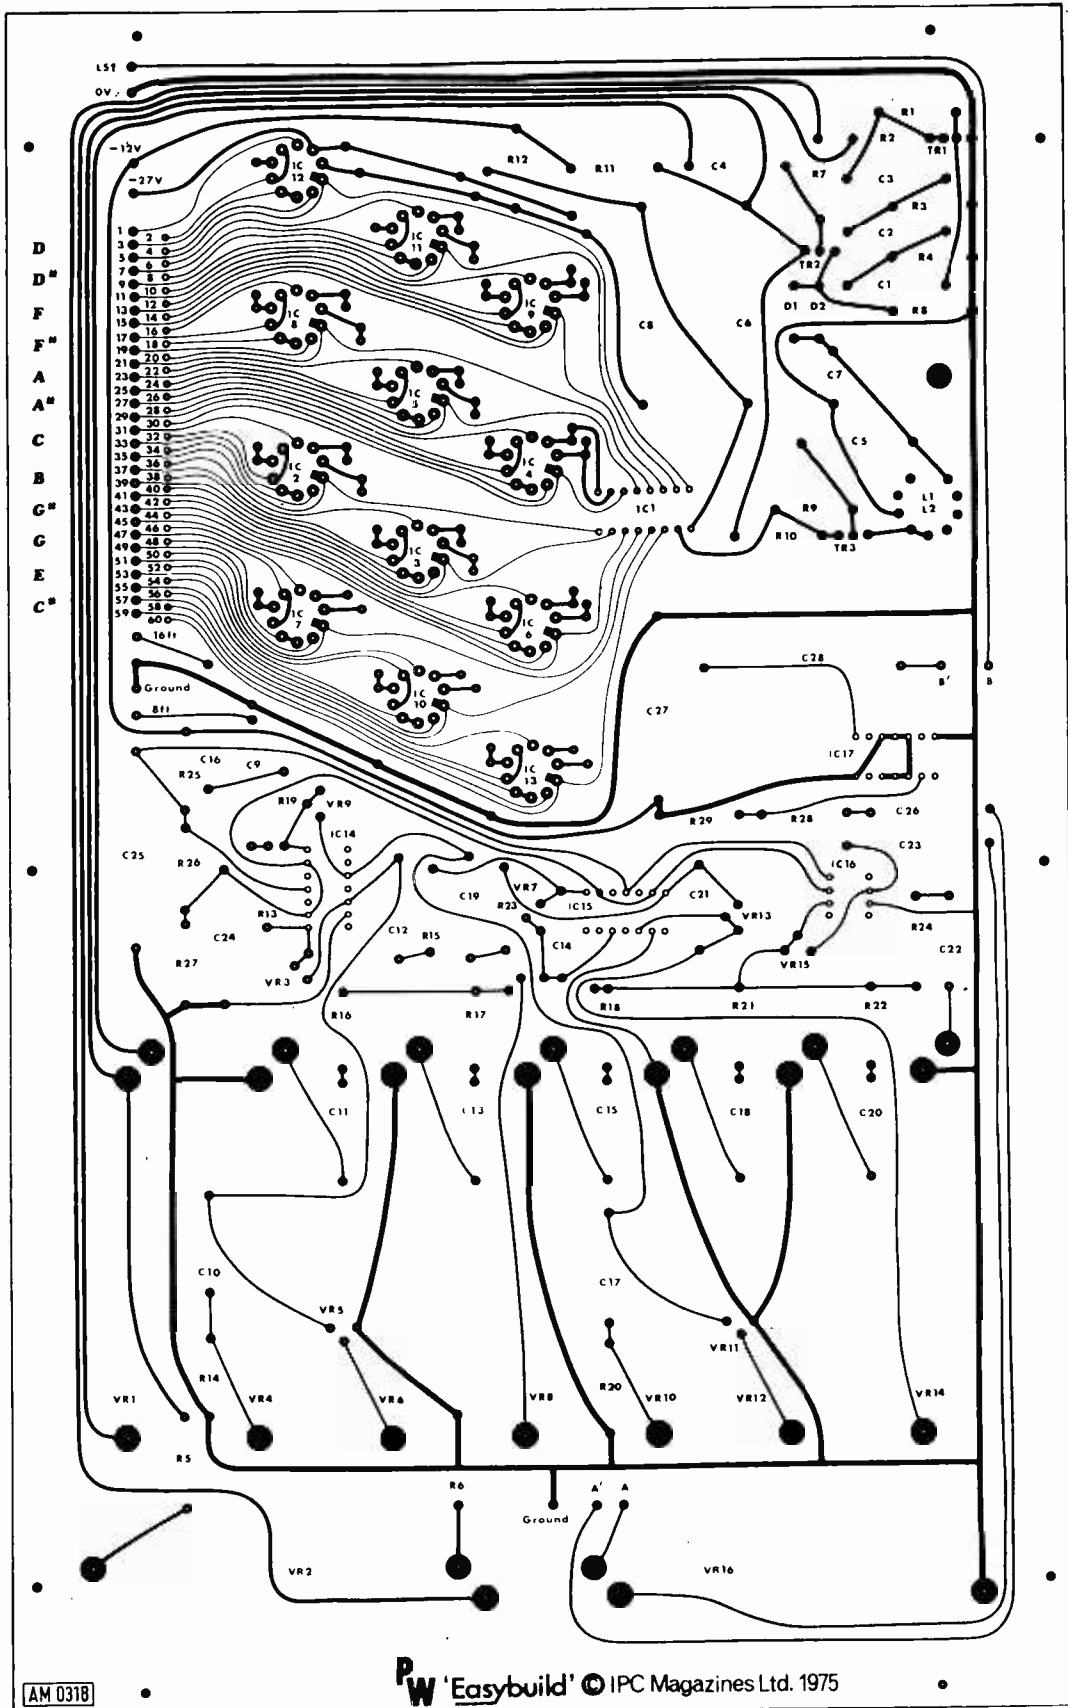 LS1
0V
-12V
-27V
R12
R11
C4
R7
R1
R2
TR1
C3
R3
C2
R4
C1
TR2
D1
D2
R8
IC 12
IC 11
IC 9
IC 8
IC 5
IC 4
IC 2
IC 3
IC 7
IC 6
IC 10
IC 13
IC1
C8
C6
C7
C5
L1
L2
R9
R10
TR3
D
D#
F
F#
A
A#
C
B
G#
G
E
C#
1
2
3
4
5
6
7
8
9
10
11
12
13
14
15
16
17
18
19
20
21
22
23
24
25
26
27
28
29
30
31
32
33
34
35
36
37
38
39
40
41
42
43
44
45
46
47
48
49
50
51
52
53
54
55
56
57
58
59
60
16ft
Ground
8ft
C28
B'
B
C27
IC17
C16
C9
R25
R19
VR9
IC14
R29
R28
C26
C25
R26
C23
IC16
R13
C24
C19
VR7
R23
IC15
C21
VR13
R24
C12
R15
C14
VR15
C22
R27
VR3
R16
R17
R18
R21
R22
C11
C13
C15
C18
C20
C10
VR5
C17
VR11
R14
VR1
VR4
VR6
VR8
R20
VR10
VR12
VR14
R5
R6
A'
A
Ground
VR2
VR16
PW 'Easybuild' © IPC Magazines Ltd. 1975
AM 0318